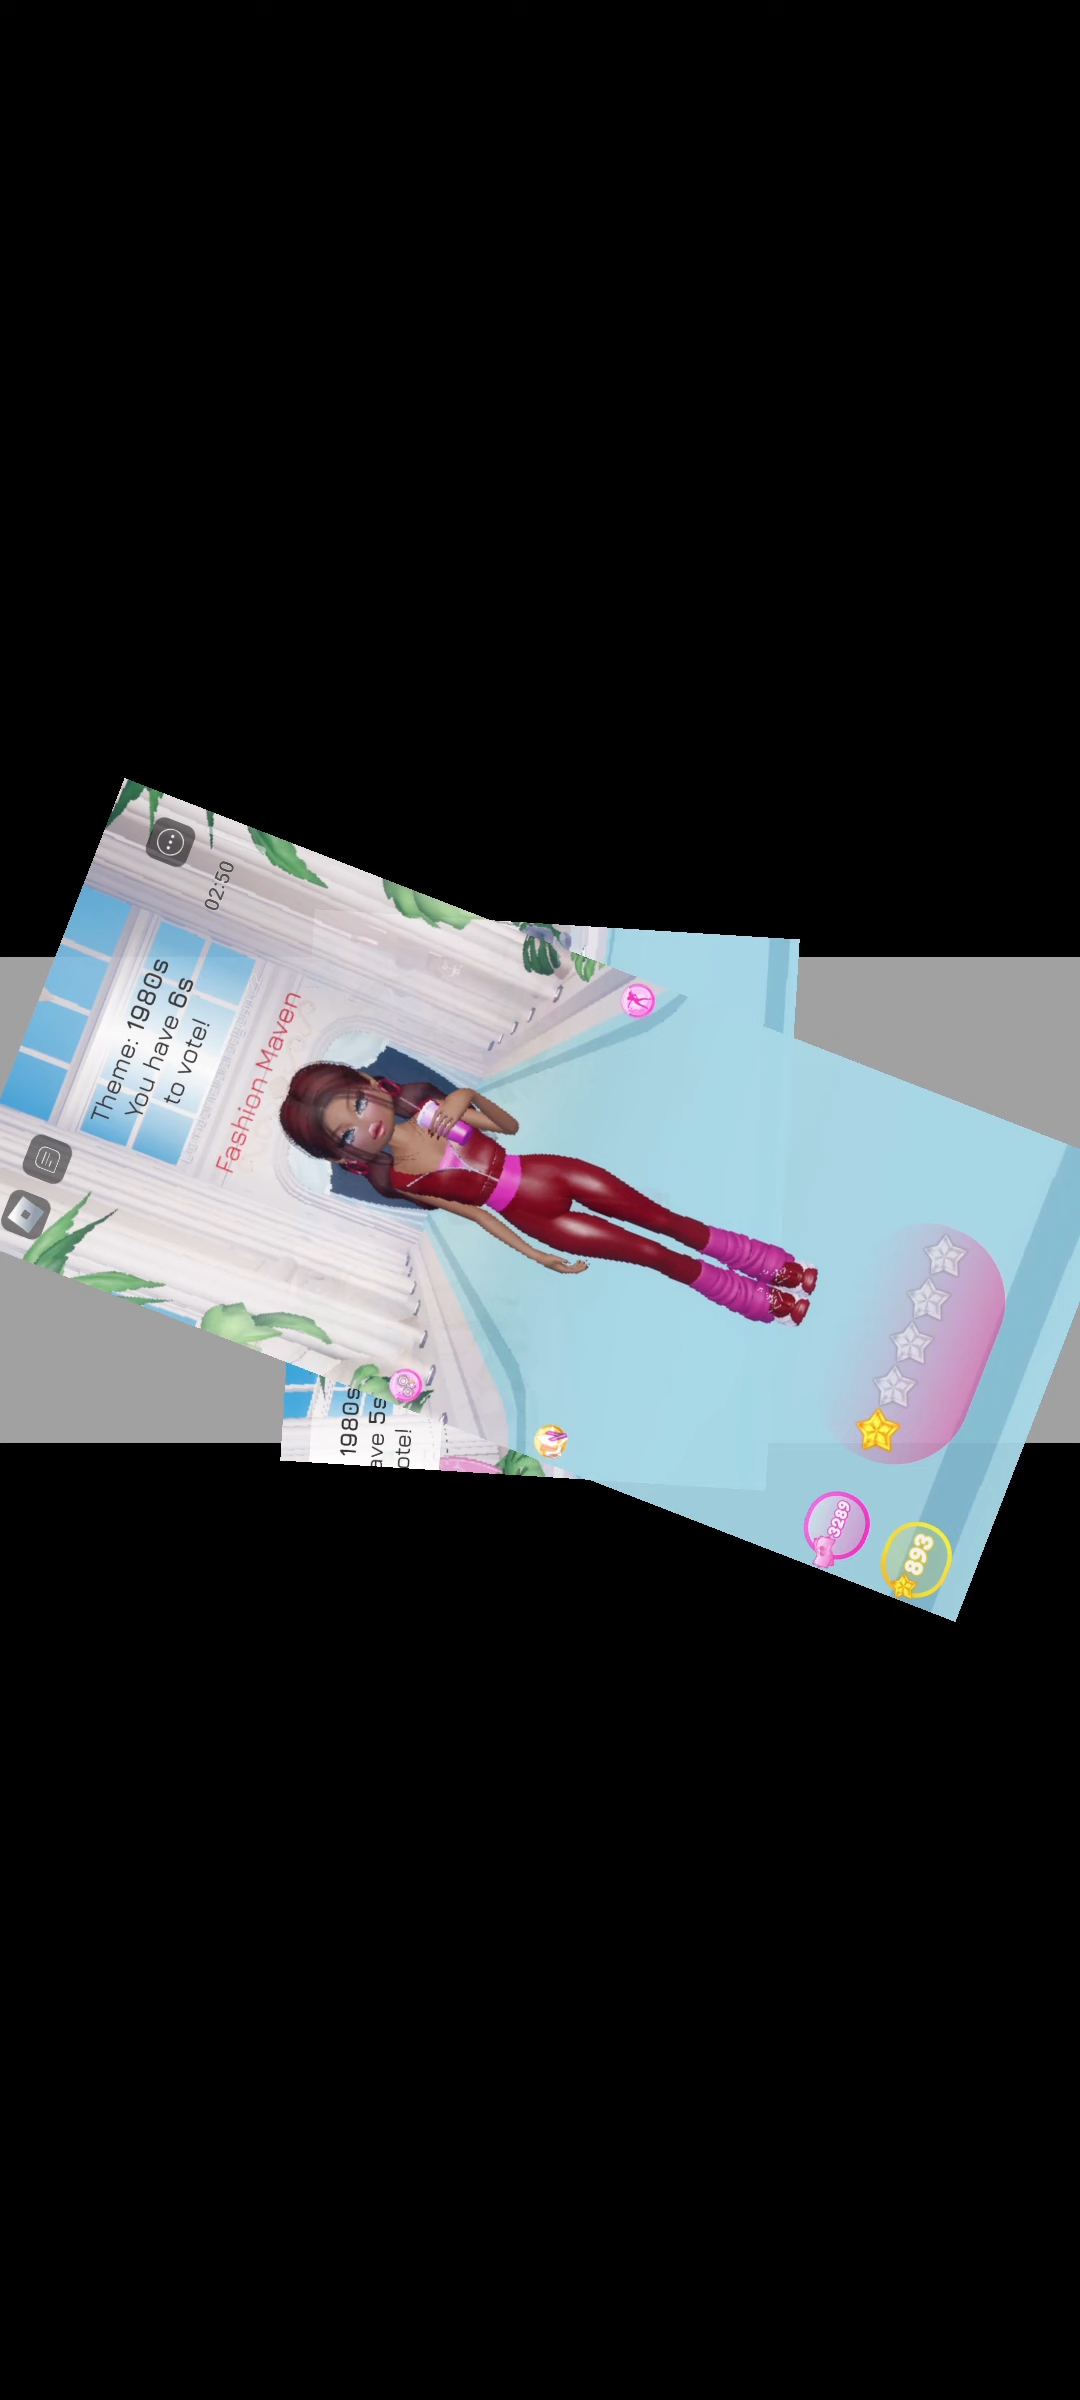 02:50
Theme: 1980s
You have 6s
to vote!
Fashion Maven
1980s
ave 5s
ote!
3289
893